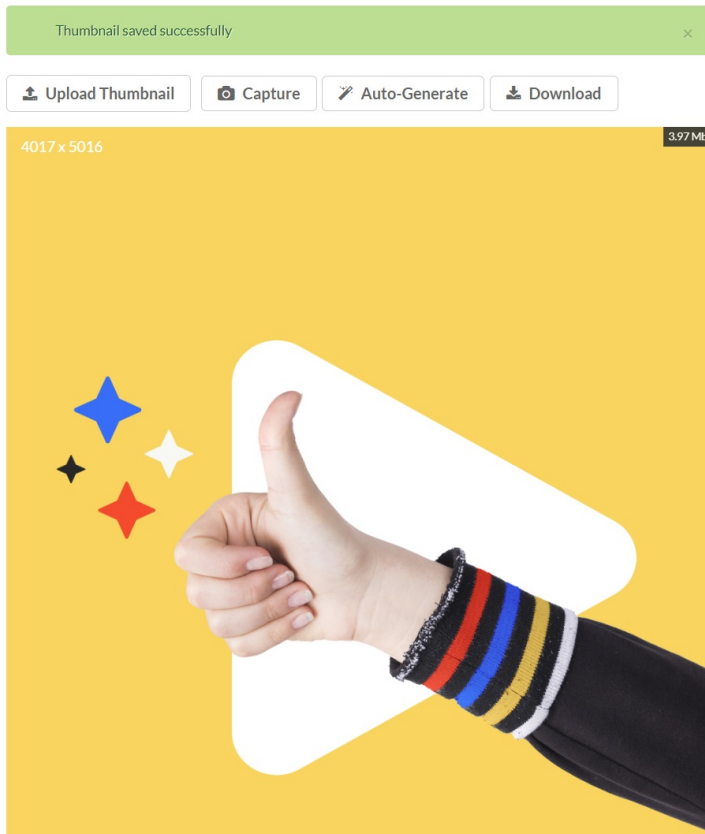 Thumbnail saved successfully
×
Upload Thumbnail Capture Auto-Generate Download
4017 x 5016 3.97 Mb